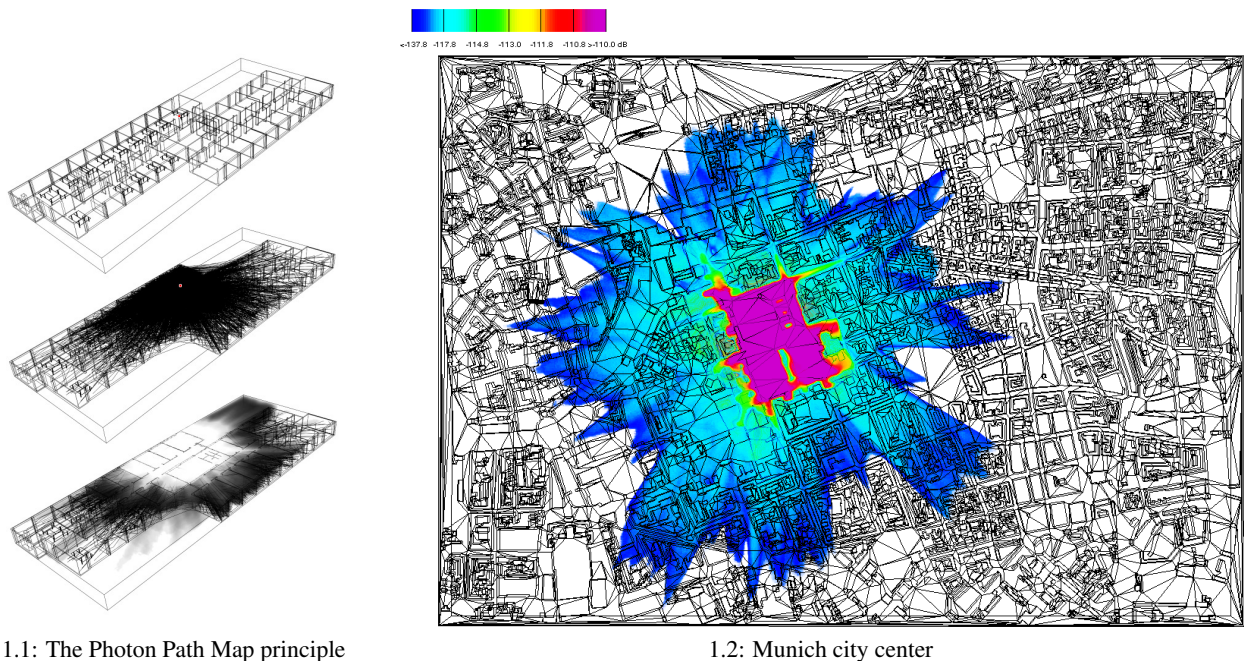 <-137.8 -117.8 -114.8 -113.0 -111.8 -110.8 >-110.0 dB
1.1: The Photon Path Map principle
1.2: Munich city center